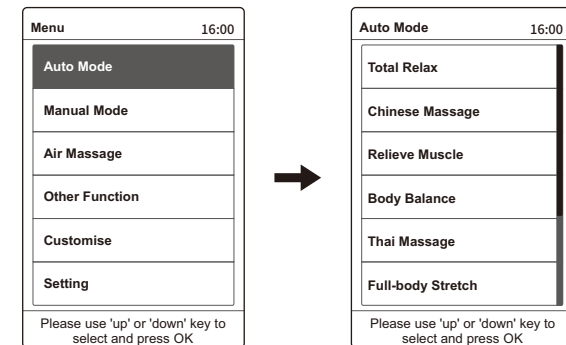 Menu 16:00
Auto Mode
Manual Mode
Air Massage
Other Function
Customise
Setting
Please use 'up' or 'down' key to
select and press OK
Auto Mode 16:00
Total Relax
Chinese Massage
Relieve Muscle
Body Balance
Thai Massage
Full-body Stretch
Please use 'up' or 'down' key to
select and press OK